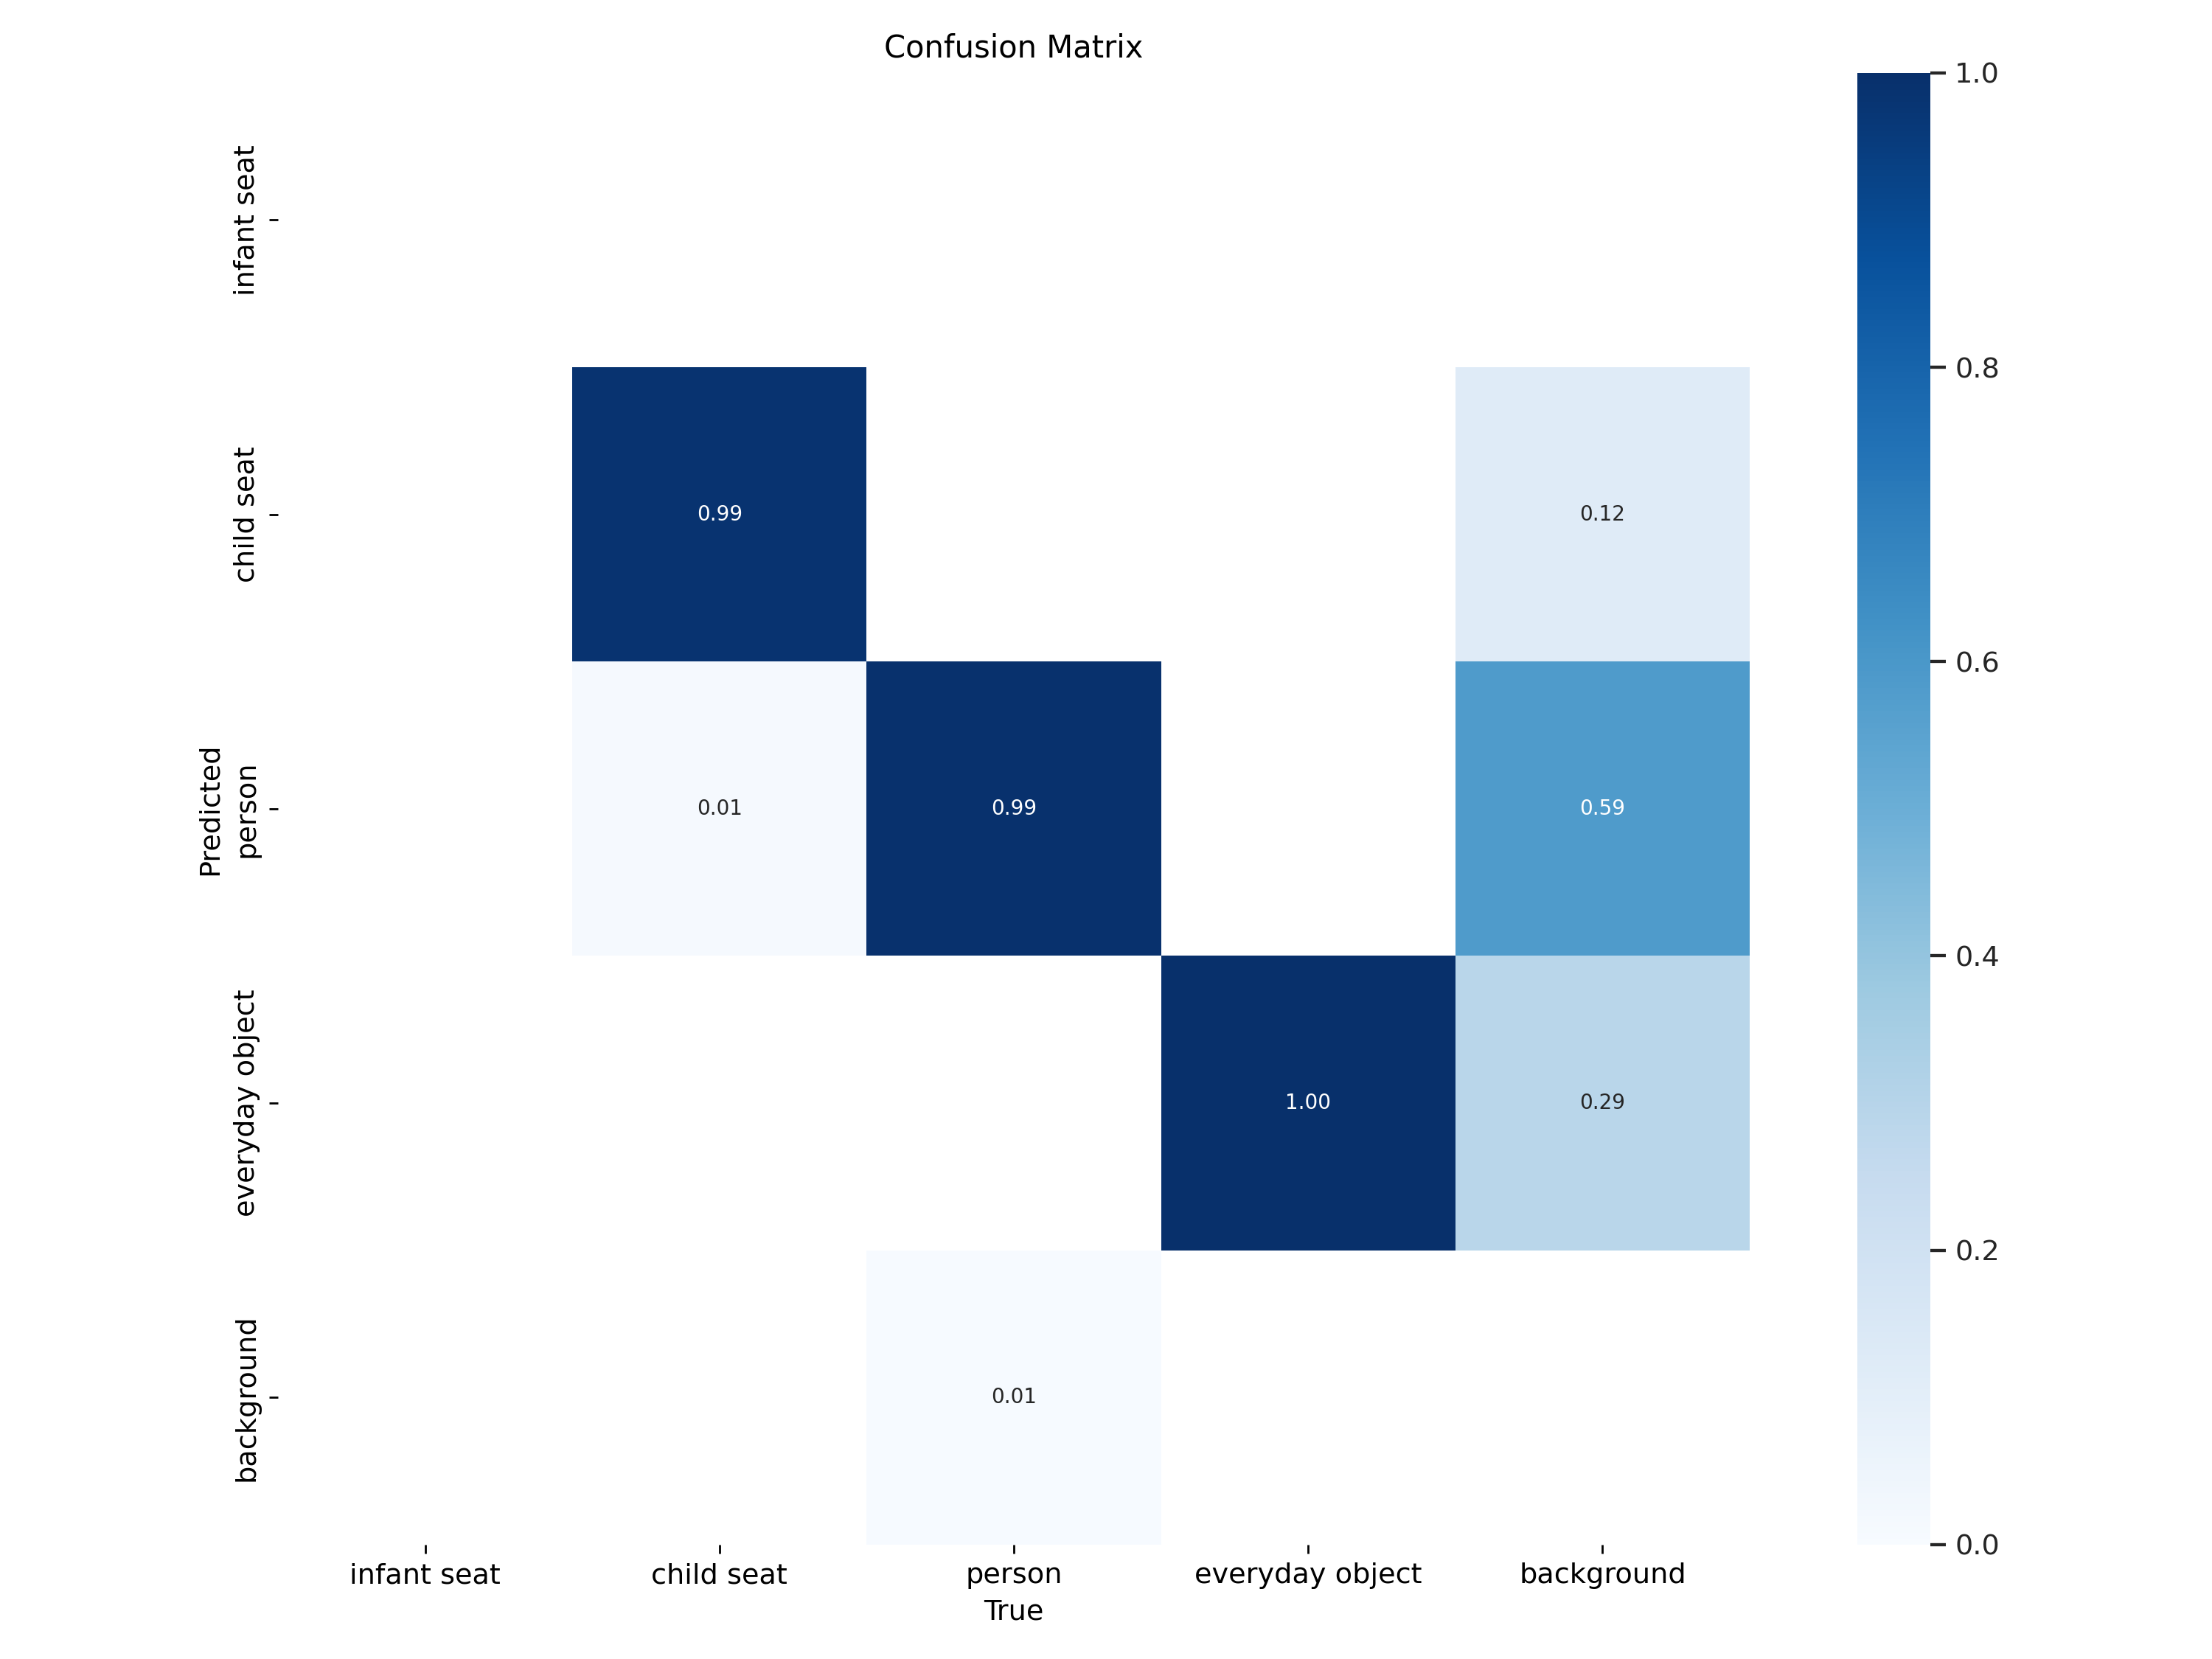 Confusion Matrix
infant seat
child seat
person
everyday object
background
Predicted
0.99
0.12
0.01
0.99
0.59
1.00
0.29
0.01
infant seat
child seat
person
everyday object
background
True
1.0
0.8
0.6
0.4
0.2
0.0